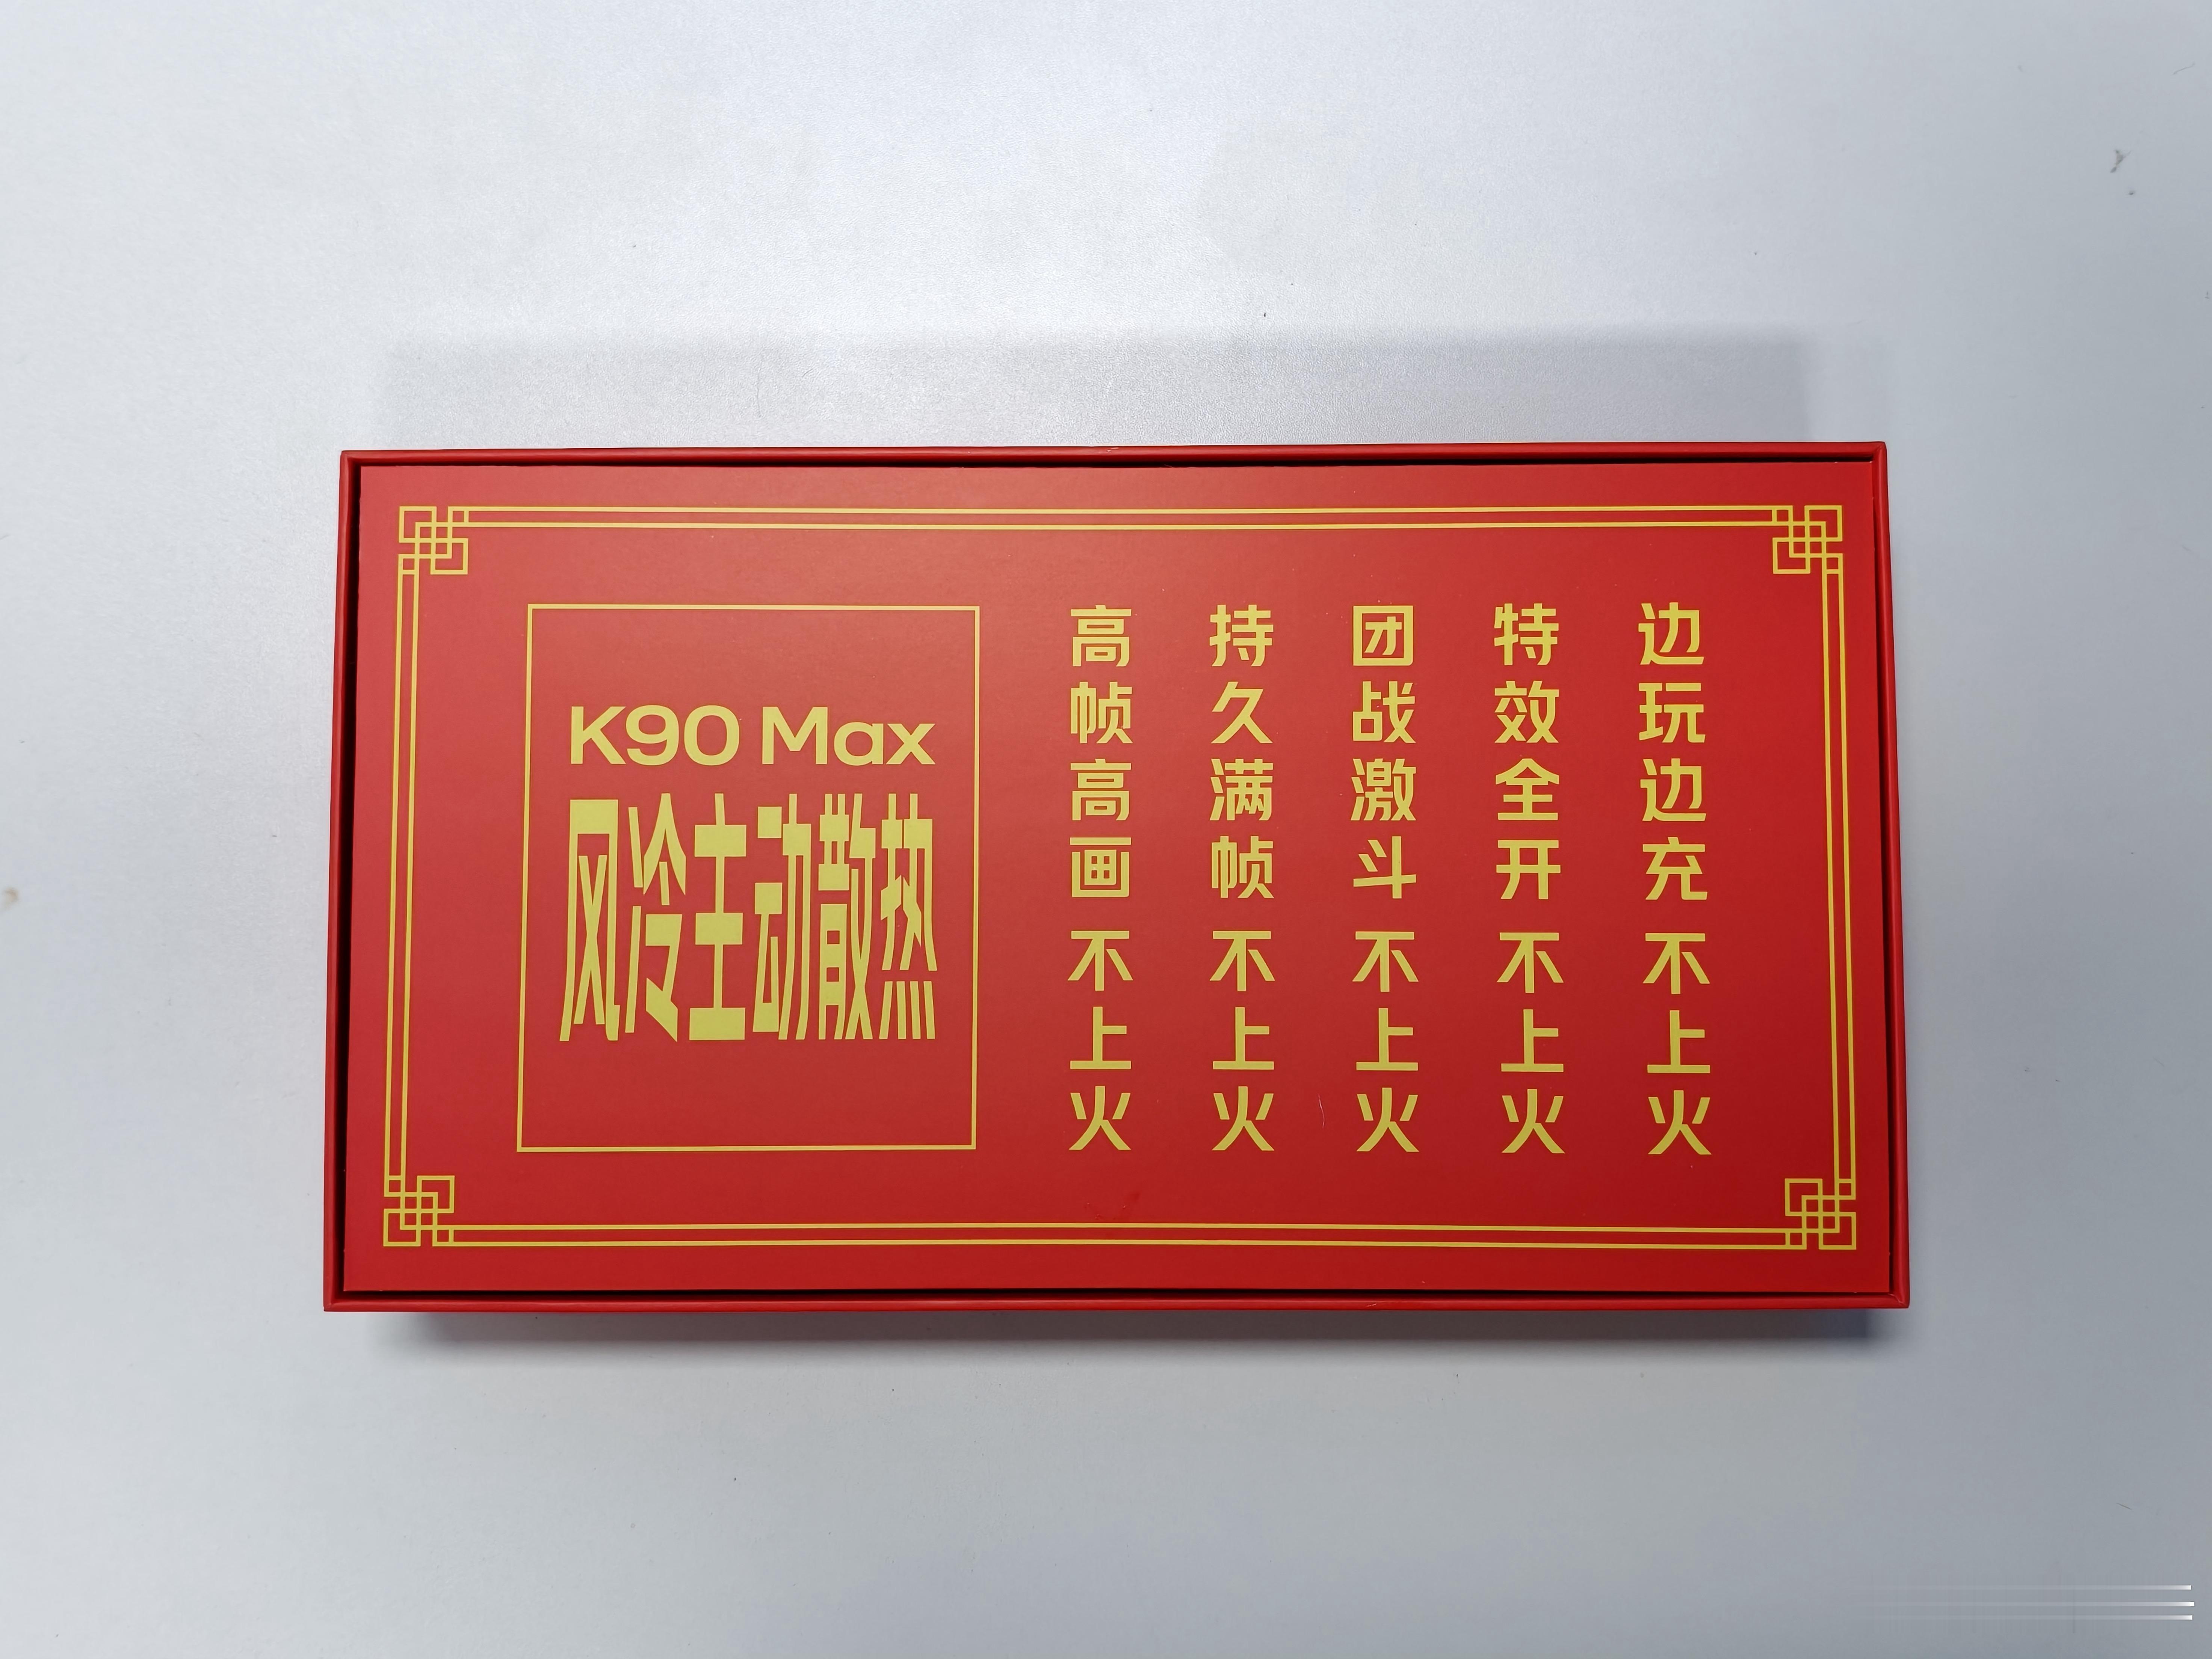 K90 Max
风冷主动散热
高帧高画不上火
持久满帧不上火
团战激斗不上火
特效全开不上火
边玩边充不上火